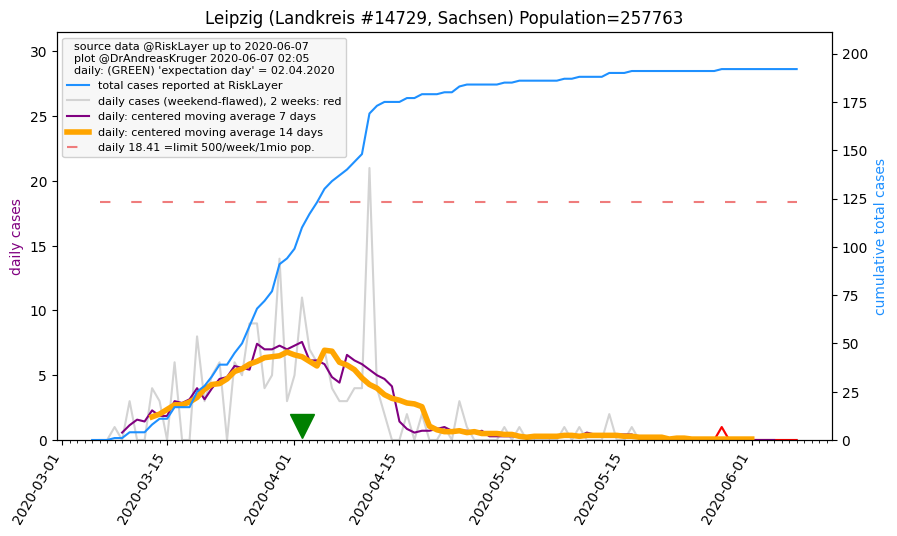 Leipzig (Landkreis #14729, Sachsen) Population=257763
source data @RiskLayer up to 2020-06-07
plot @DrAndreasKruger 2020-06-07 02:05
daily: (GREEN) 'expectation day' = 02.04.2020
total cases reported at RiskLayer
daily cases (weekend-flawed), 2 weeks: red
daily: centered moving average 7 days
daily: centered moving average 14 days
daily 18.41 =limit 500/week/1mio pop.
daily cases
30
25
20
15
10
5
0
cumulative total cases
200
175
150
125
100
75
50
25
0
2020-03-01
2020-03-15
2020-04-01
2020-04-15
2020-05-01
2020-05-15
2020-06-01